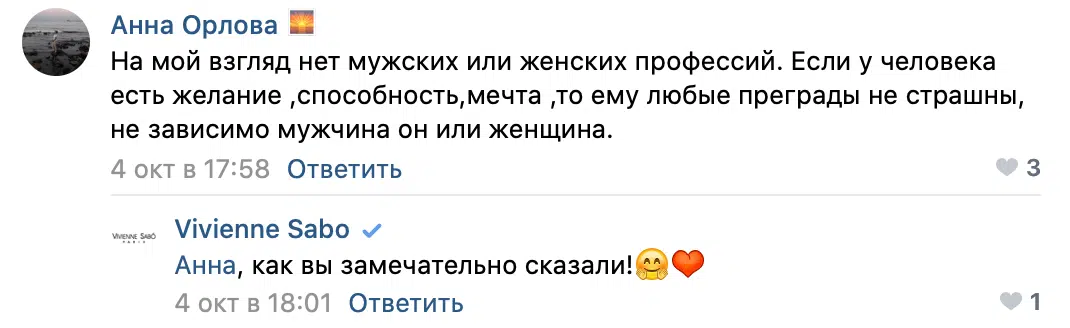 Анна Орлова
На мой взгляд нет мужских или женских профессий. Если у человека
есть желание ,способность,мечта ,то ему любые преграды не страшны,
не зависимо мужчина он или женщина.
4 окт в 17:58 Ответить 3
VIVIENNE SABÓ
PARIS
Vivienne Sabo
Анна, как вы замечательно сказали!🤗❤
4 окт в 18:01 Ответить 1